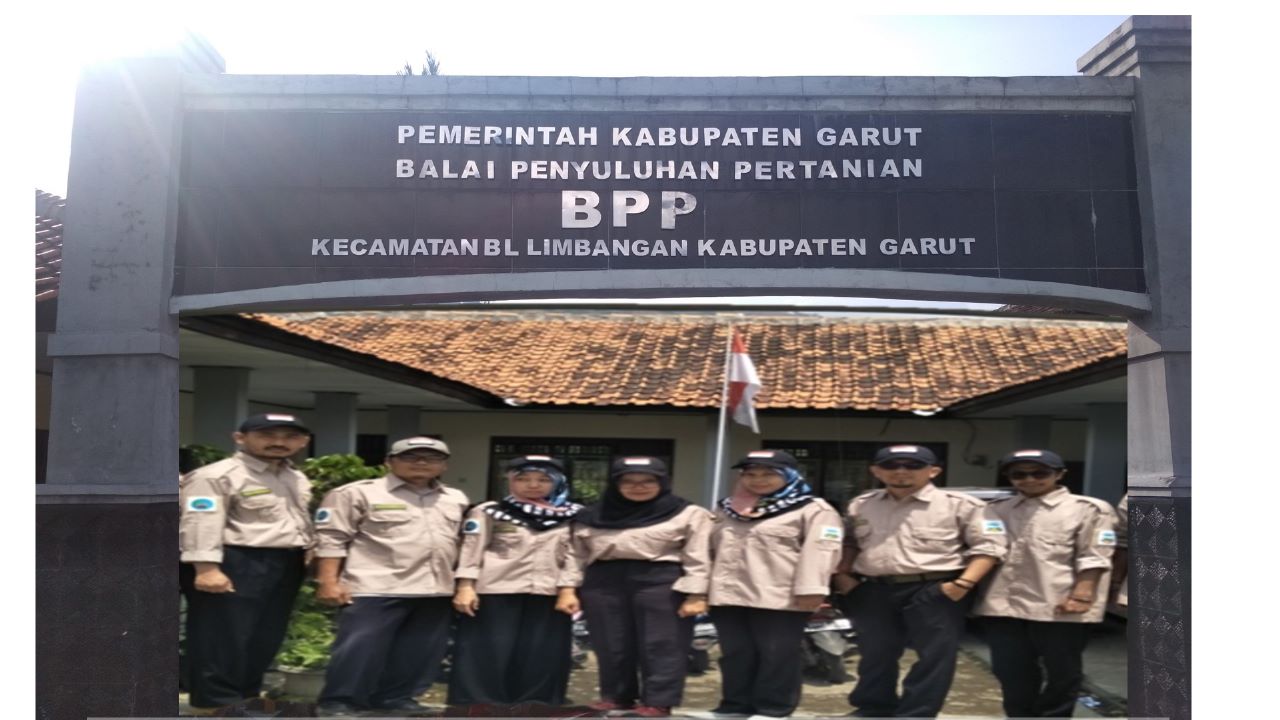 PEMERINTAH KABUPATEN GARUT
BALAI PENYULUHAN PERTANIAN
BPP
KECAMATAN BL LIMBANGAN KABUPATEN GARUT